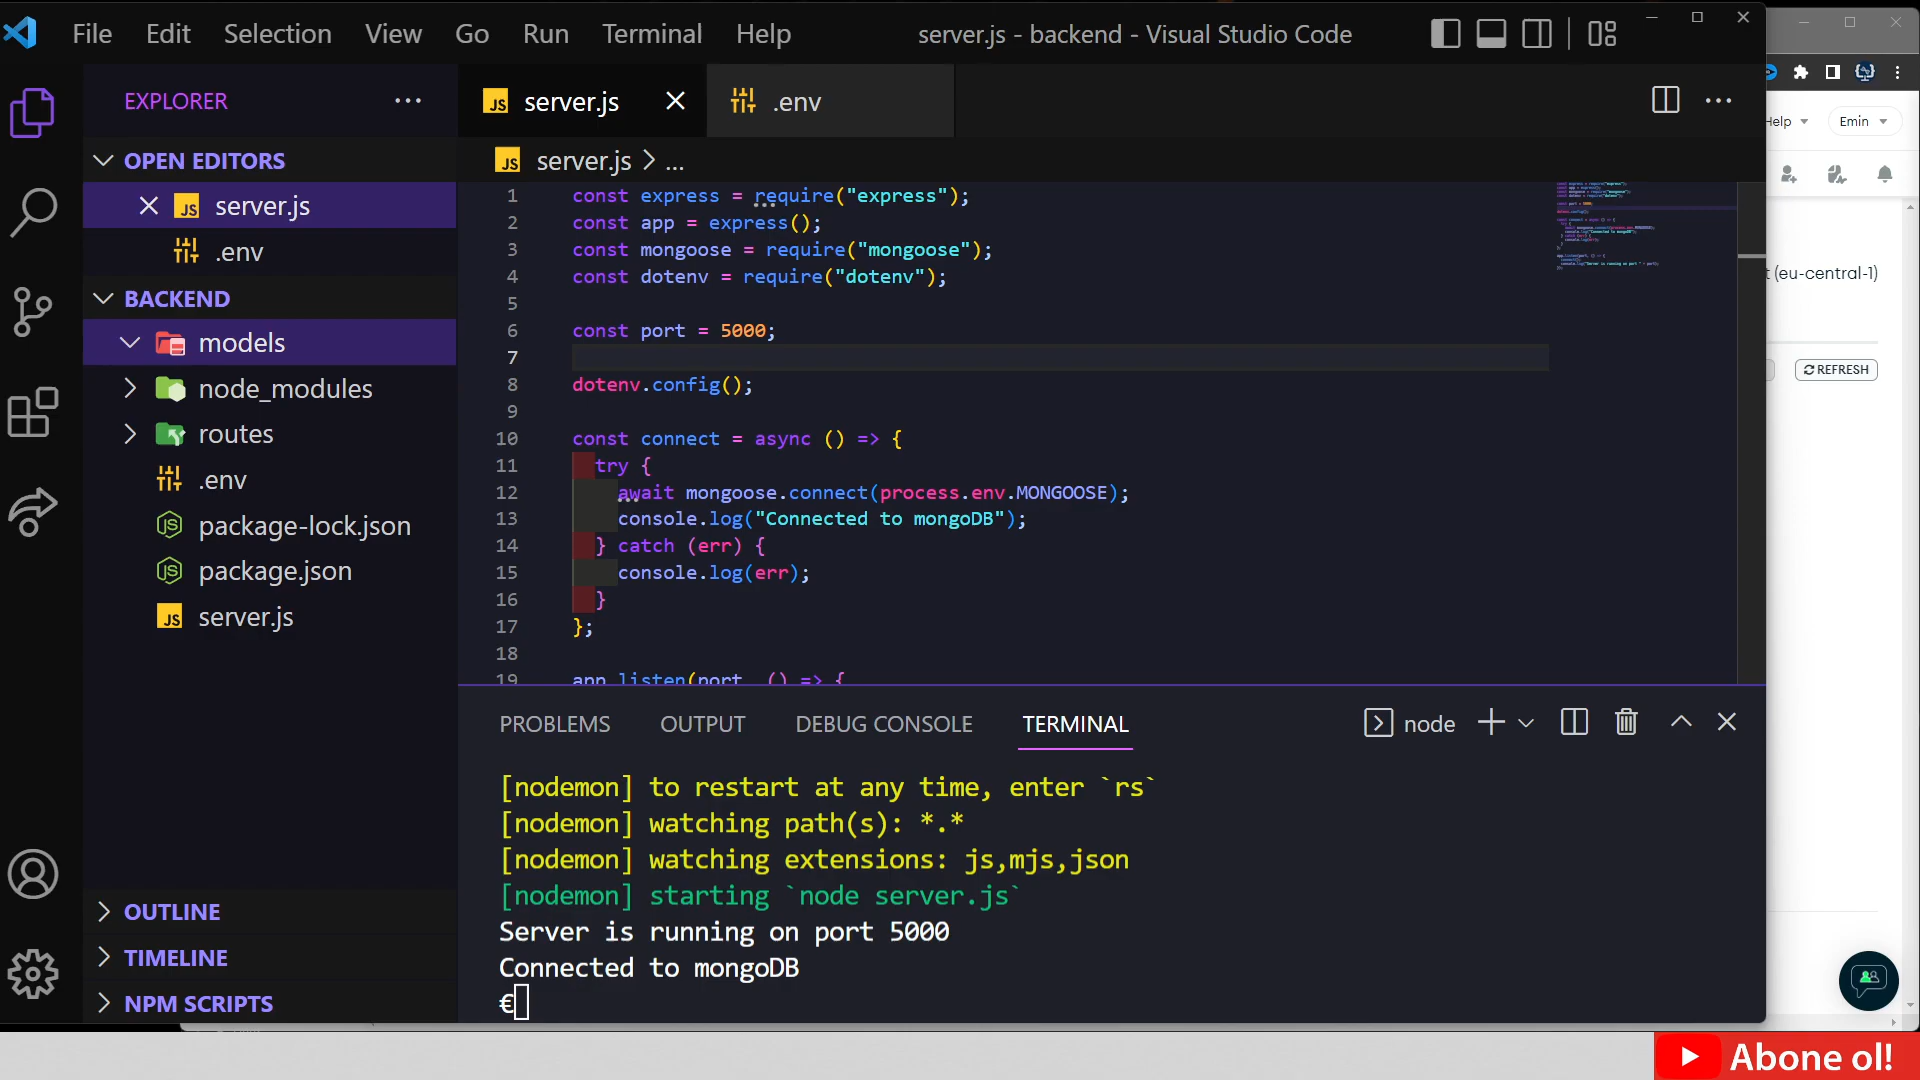 File Edit Selection View Go Run Terminal Help server.js - backend - Visual Studio Code
EXPLORER
OPEN EDITORS
server.js
.env
BACKEND
models
node_modules
routes
.env
package-lock.json
package.json
server.js
OUTLINE
TIMELINE
NPM SCRIPTS
server.js .env
server.js > ...
1 const express = require("express");
2 const app = express();
3 const mongoose = require("mongoose");
4 const dotenv = require("dotenv");
5
6 const port = 5000;
7
8 dotenv.config();
9
10 const connect = async () => {
11 try {
12 await mongoose.connect(process.env.MONGOOSE);
13 console.log("Connected to mongoDB");
14 } catch (err) {
15 console.log(err);
16 }
17 };
18
19 app.listen(port, () => {
PROBLEMS OUTPUT DEBUG CONSOLE TERMINAL node
[nodemon] to restart at any time, enter `rs`
[nodemon] watching path(s): *.*
[nodemon] watching extensions: js,mjs,json
[nodemon] starting `node server.js`
Server is running on port 5000
Connected to mongoDB
€
Help Emin
(eu-central-1)
REFRESH
Abone ol!